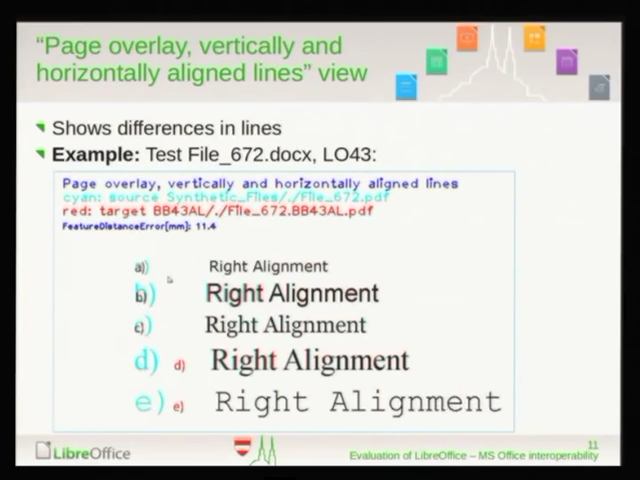 “Page overlay, vertically and
horizontally aligned lines” view
Shows differences in lines
Example: Test File_672.docx, LO43:
Page overlay, vertically and horizontally aligned lines
cyan: source Synthetic_Files/./File_672.pdf
red: target BB43AL/./File_672.BB43AL.pdf
FeatureDistanceError[mm]: 11.4
a) Right Alignment
b) Right Alignment
c) Right Alignment
d) d) Right Alignment
e) e) Right Alignment
LibreOffice
11
Evaluation of LibreOffice – MS Office interoperability